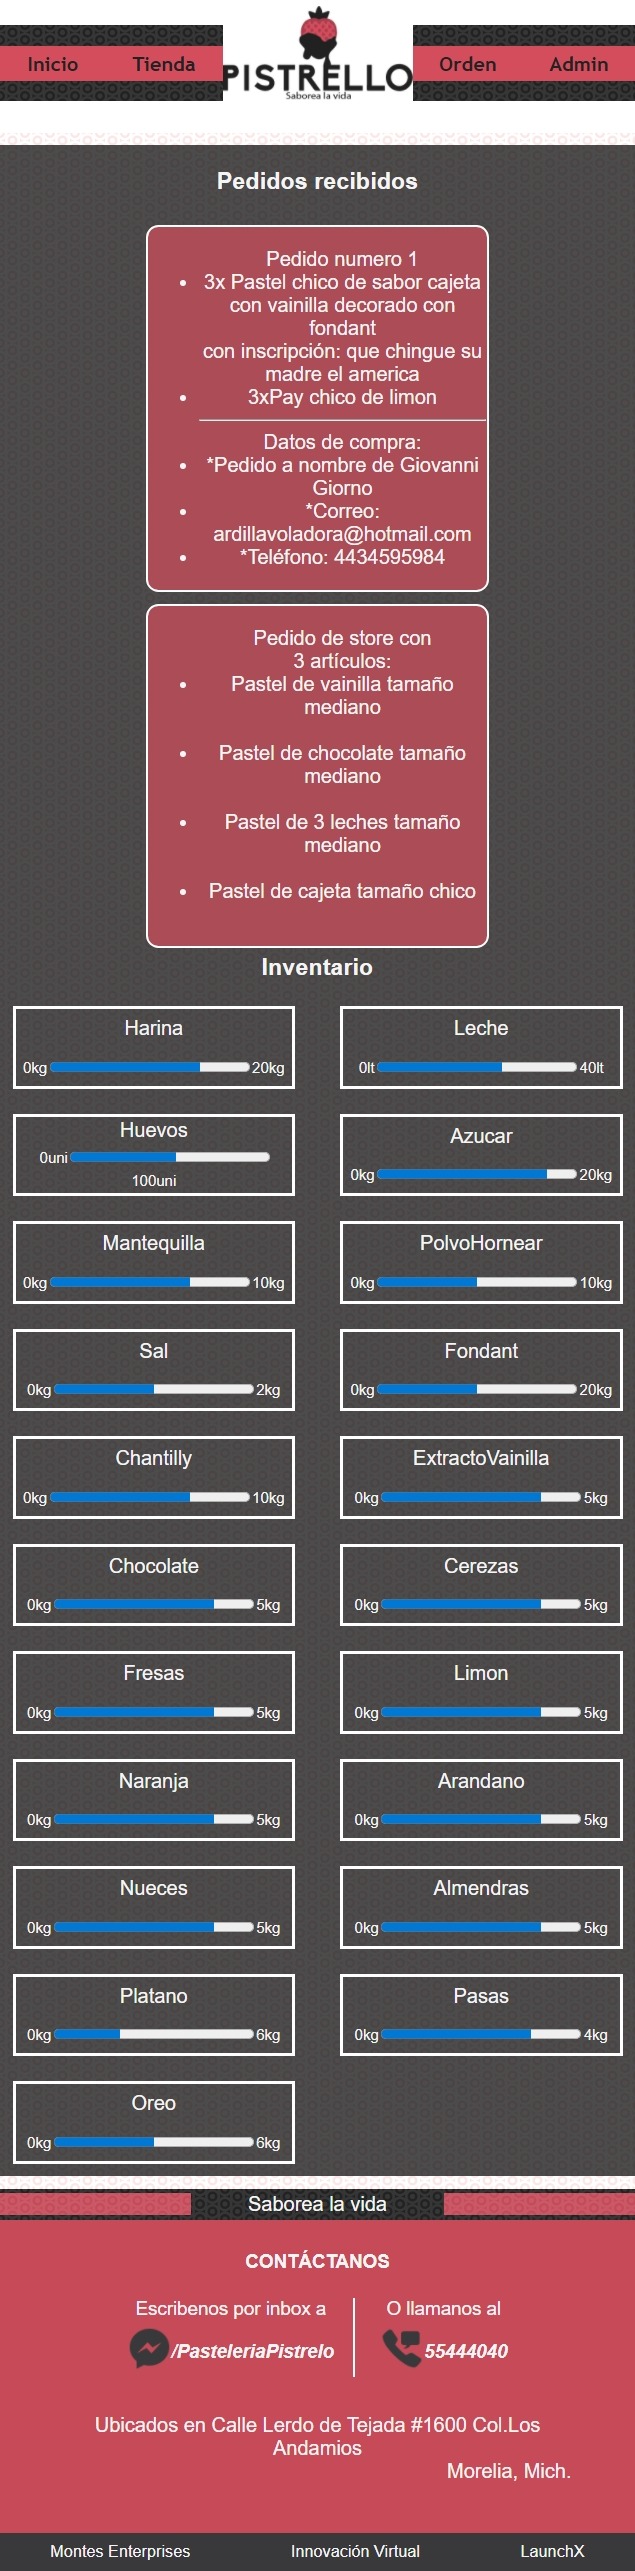 Inicio
Tienda
PISTRELLO
Saborea la vida
Orden
Admin
Pedidos recibidos
Pedido numero 1
3x Pastel chico de sabor cajeta
con vainilla decorado con
fondant
con inscripción: que chingue su
madre el america
3xPay chico de limon
Datos de compra:
*Pedido a nombre de Giovanni
Giorno
*Correo:
ardillavoladora@hotmail.com
*Teléfono: 4434595984
Pedido de store con
3 artículos:
Pastel de vainilla tamaño
mediano
Pastel de chocolate tamaño
mediano
Pastel de 3 leches tamaño
mediano
Pastel de cajeta tamaño chico
Inventario
Harina
0kg 20kg
Leche
0lt 40lt
Huevos
0uni
100uni
Azucar
0kg 20kg
Mantequilla
0kg 10kg
PolvoHornear
0kg 10kg
Sal
0kg 2kg
Fondant
0kg 20kg
Chantilly
0kg 10kg
ExtractoVainilla
0kg 5kg
Chocolate
0kg 5kg
Cerezas
0kg 5kg
Fresas
0kg 5kg
Limon
0kg 5kg
Naranja
0kg 5kg
Arandano
0kg 5kg
Nueces
0kg 5kg
Almendras
0kg 5kg
Platano
0kg 6kg
Pasas
0kg 4kg
Oreo
0kg 6kg
Saborea la vida
CONTÁCTANOS
Escribenos por inbox a
/PasteleriaPistrelo
O llamanos al
55444040
Ubicados en Calle Lerdo de Tejada #1600 Col.Los
Andamios
Morelia, Mich.
Montes Enterprises
Innovación Virtual
LaunchX